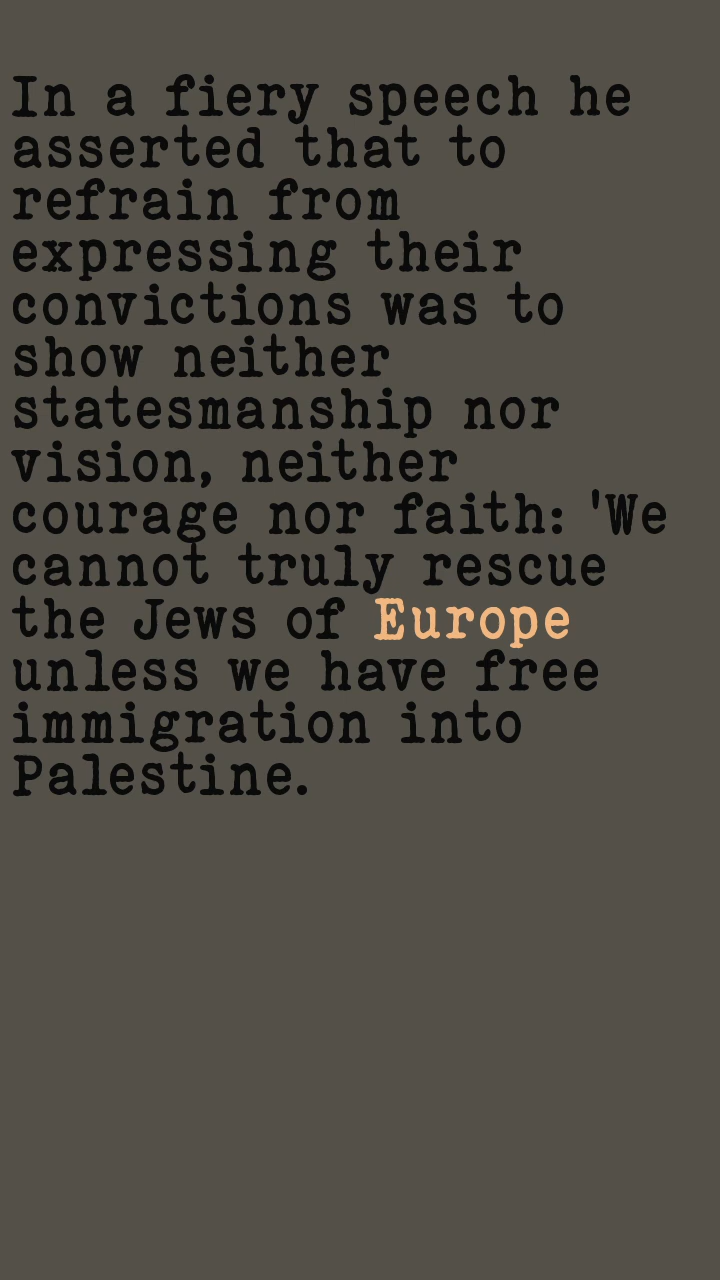 In a fiery speech he
asserted that to
refrain from
expressing their
convictions was to
show neither
statesmanship nor
vision, neither
courage nor faith: 'We
cannot truly rescue
the Jews of Europe
unless we have free
immigration into
Palestine.